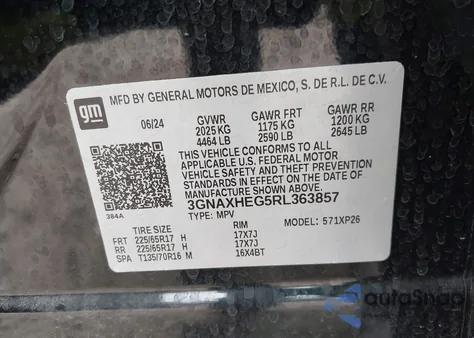 gm
MFD BY GENERAL MOTORS DE MEXICO, S. DE R.L. DE C.V.
06/24 GVWR GAWR FRT GAWR RR
2025 KG 1175 KG 1200 KG
4464 LB 2590 LB 2645 LB
THIS VEHICLE CONFORMS TO ALL
APPLICABLE U.S. FEDERAL MOTOR
VEHICLE SAFETY AND THEFT PREVENTION
STANDARDS IN EFFECT ON THE DATE OF
MANUFACTURE SHOWN ABOVE.
384A 3GNAXHEG5RL363857
TYPE: MPV 571XP26
TIRE SIZE RIM
FRT 225/65R17 H 17X7J
RR 225/65R17 H 17X7J
SPA T135/70R16 M 16X4BT
autoSnap